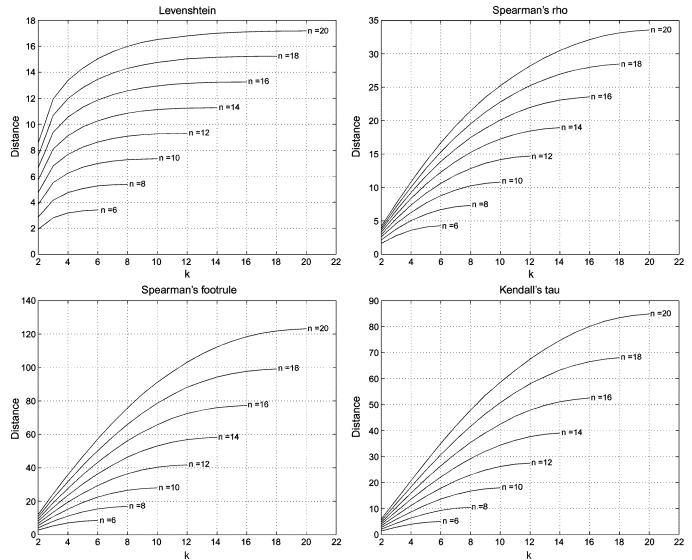 Levenshtein
18
16
14
12
10
8
6
4
2
0
Distance
n =20
n =18
n =16
n =14
n =12
n =10
n =8
n =6
2 4 6 8 10 12 14 16 18 20 22
k
Spearman's rho
35
30
25
20
15
10
5
0
Distance
n =20
n =18
n =16
n =14
n =12
n =10
n =8
n =6
2 4 6 8 10 12 14 16 18 20 22
k
Spearman's footrule
140
120
100
80
60
40
20
0
Distance
n =20
n =18
n =16
n =14
n =12
n =10
n =8
n =6
2 4 6 8 10 12 14 16 18 20 22
k
Kendall's tau
90
80
70
60
50
40
30
20
10
0
Distance
n =20
n =18
n =16
n =14
n =12
n =10
n =8
n =6
2 4 6 8 10 12 14 16 18 20 22
k